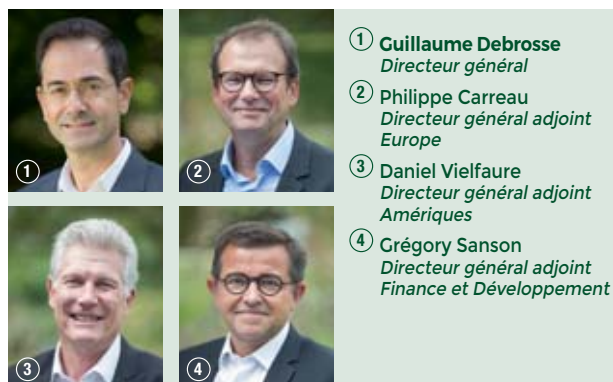 ① Guillaume Debrosse
Directeur général
② Philippe Carreau
Directeur général adjoint
Europe
③ Daniel Vielfaure
Directeur général adjoint
Amériques
④ Grégory Sanson
Directeur général adjoint
Finance et Développement
①
②
③
④